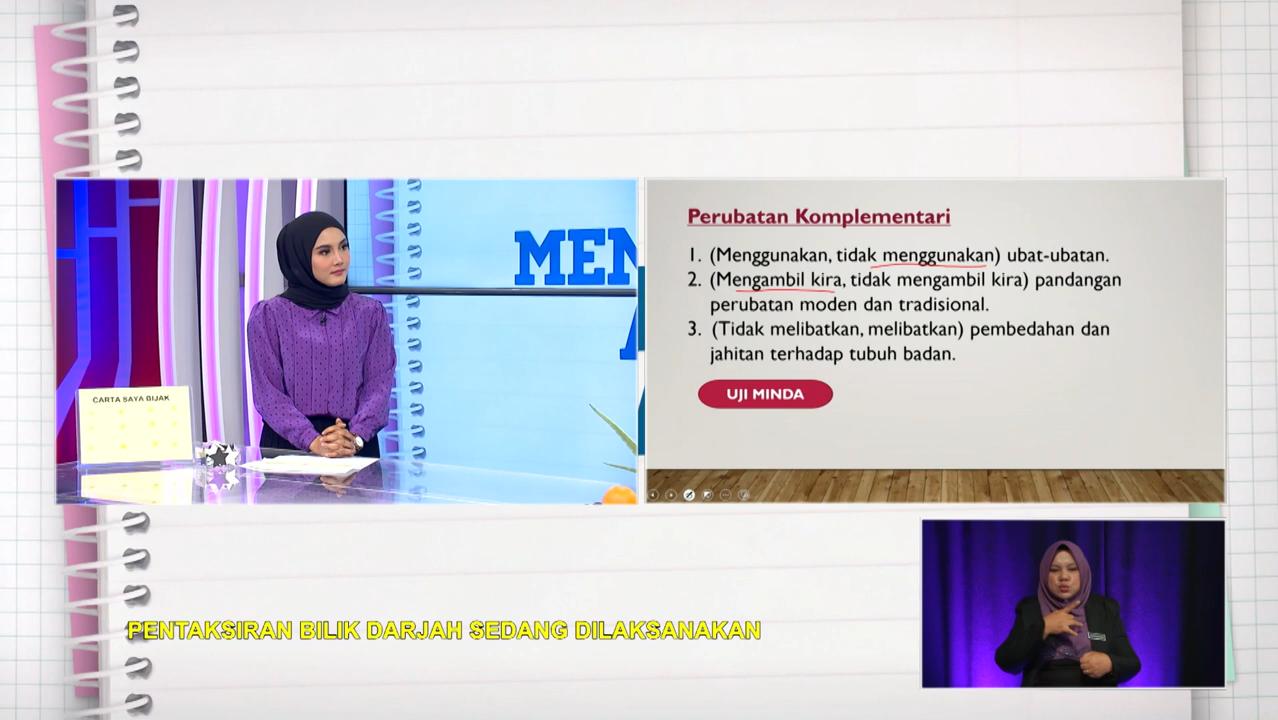 MEN
CARTA SAYA BIJAK
Perubatan Komplementari
1. (Menggunakan, tidak menggunakan) ubat-ubatan.
2. (Mengambil kira, tidak mengambil kira) pandangan
perubatan moden dan tradisional.
3. (Tidak melibatkan, melibatkan) pembedahan dan
jahitan terhadap tubuh badan.
UJI MINDA
PENTAKSIRAN BILIK DARJAH SEDANG DILAKSANAKAN